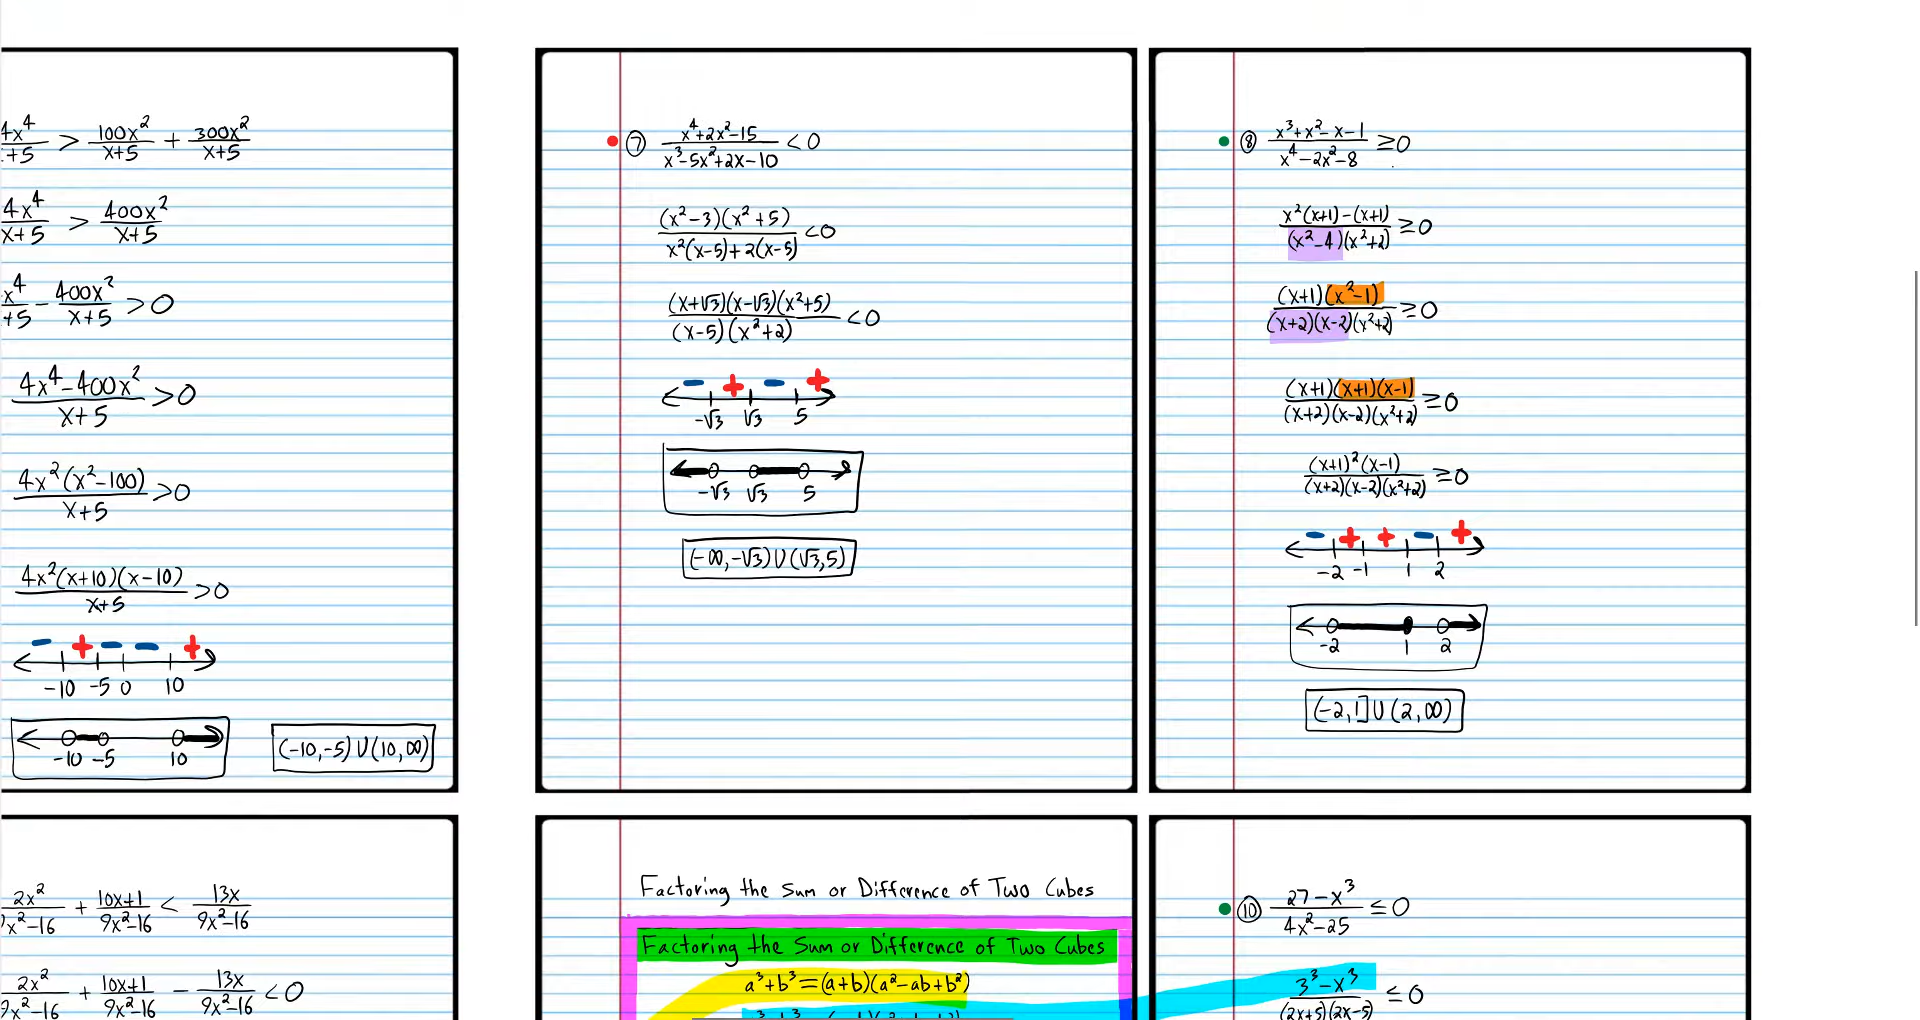 4x⁴/x+5 > 100x²/x+5 + 300x²/x+5
4x⁴/x+5 > 400x²/x+5
x⁴/+5 - 400x²/x+5 > 0
4x⁴-400x²/x+5 > 0
4x²(x²-100)/x+5 > 0
4x²(x+10)(x-10)/x+5 > 0
- + - - +
-10 -5 0 10
-10 -5 10
(-10,-5)∪(10,∞)
⑦ x⁴+2x²-15/x³-5x²+2x-10 < 0
(x²-3)(x²+5)/x²(x-5)+2(x-5) < 0
(x+√3)(x-√3)(x²+5)/(x-5)(x²+2) < 0
- + - +
-√3 √3 5
-√3 √3 5
(-∞,-√3)∪(√3,5)
⑧ x³+x²-x-1/x⁴-2x²-8 ≥ 0
x²(x+1)-(x+1)/(x²-4)(x²+2) ≥ 0
(x+1)(x²-1)/(x+2)(x-2)(x²+2) ≥ 0
(x+1)(x+1)(x-1)/(x+2)(x-2)(x²+2) ≥ 0
(x+1)²(x-1)/(x+2)(x-2)(x²+2) ≥ 0
- + + - +
-2 -1 1 2
-2 1 2
(-2,1]∪(2,∞)
2x²/9x²-16 + 10x+1/9x²-16 < 13x/9x²-16
2x²/9x²-16 + 10x+1/9x²-16 - 13x/9x²-16 < 0
Factoring the Sum or Difference of Two Cubes
Factoring the Sum or Difference of Two Cubes
a³+b³=(a+b)(a²-ab+b²)
⑩ 27-x³/4x²-25 ≤ 0
3³-x³/(2x+5)(2x-5) ≤ 0